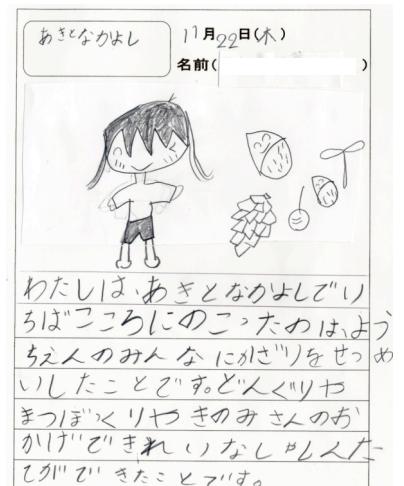 あきとなかよし
11月22日(木)
名前( )
わたしは、あきとなかよしでい
ちばこころにのこったのは、よう
ちえんのみんなにかざりをせつめ
いしたことです。どんぐりや
まつぼっくりやきのみさんのお
かげできれいなしゃしんた
てがで きたことです。